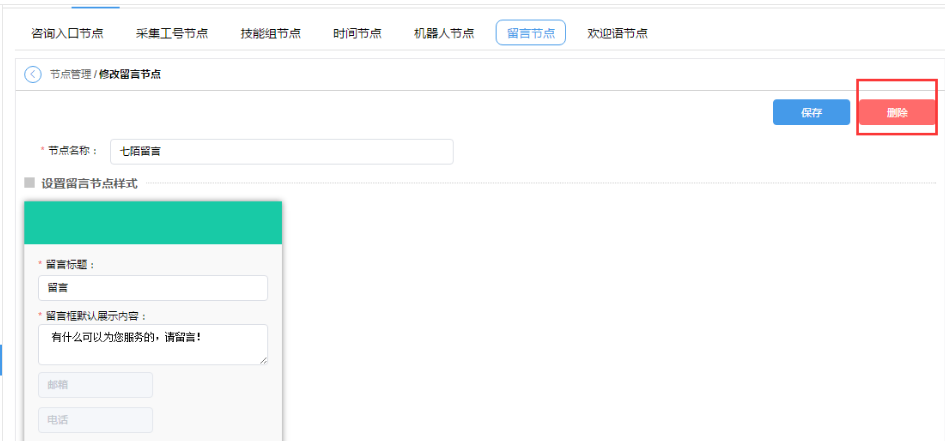 咨询入口节点 采集工号节点 技能组节点 时间节点 机器人节点 留言节点 欢迎语节点
节点管理 / 修改留言节点
保存 删除
* 节点名称： 七陌留言
设置留言节点样式
* 留言标题：
留言
* 留言框默认展示内容：
有什么可以为您服务的，请留言！
邮箱
电话